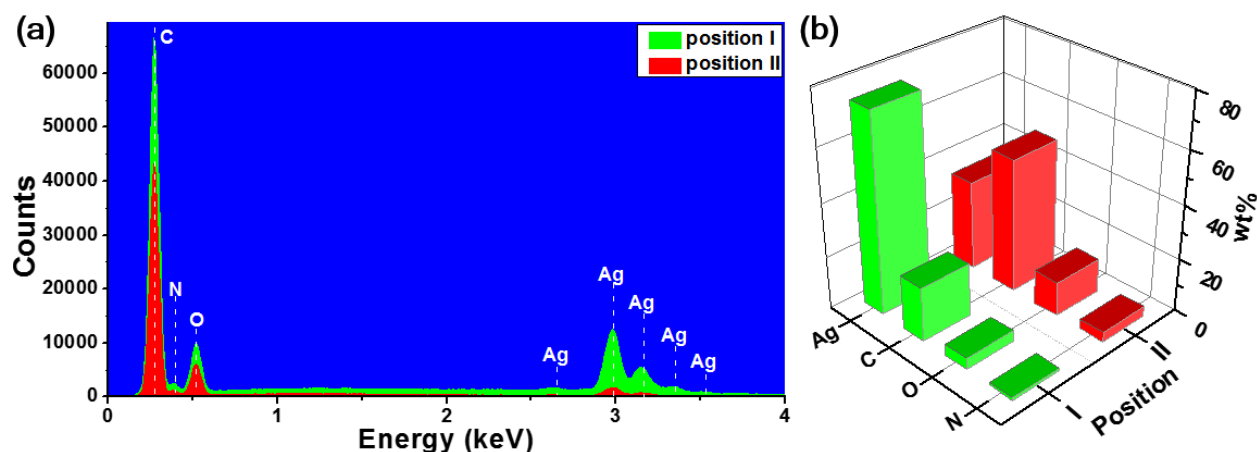 (a)
C
N
O
Ag
Ag
Ag
Ag
Ag
position I
position II
60000
50000
40000
30000
20000
10000
0
Counts
0
1
2
3
4
Energy (keV)
(b)
80
60
40
20
0
wt%
Ag
C
O
N
I
II
Position